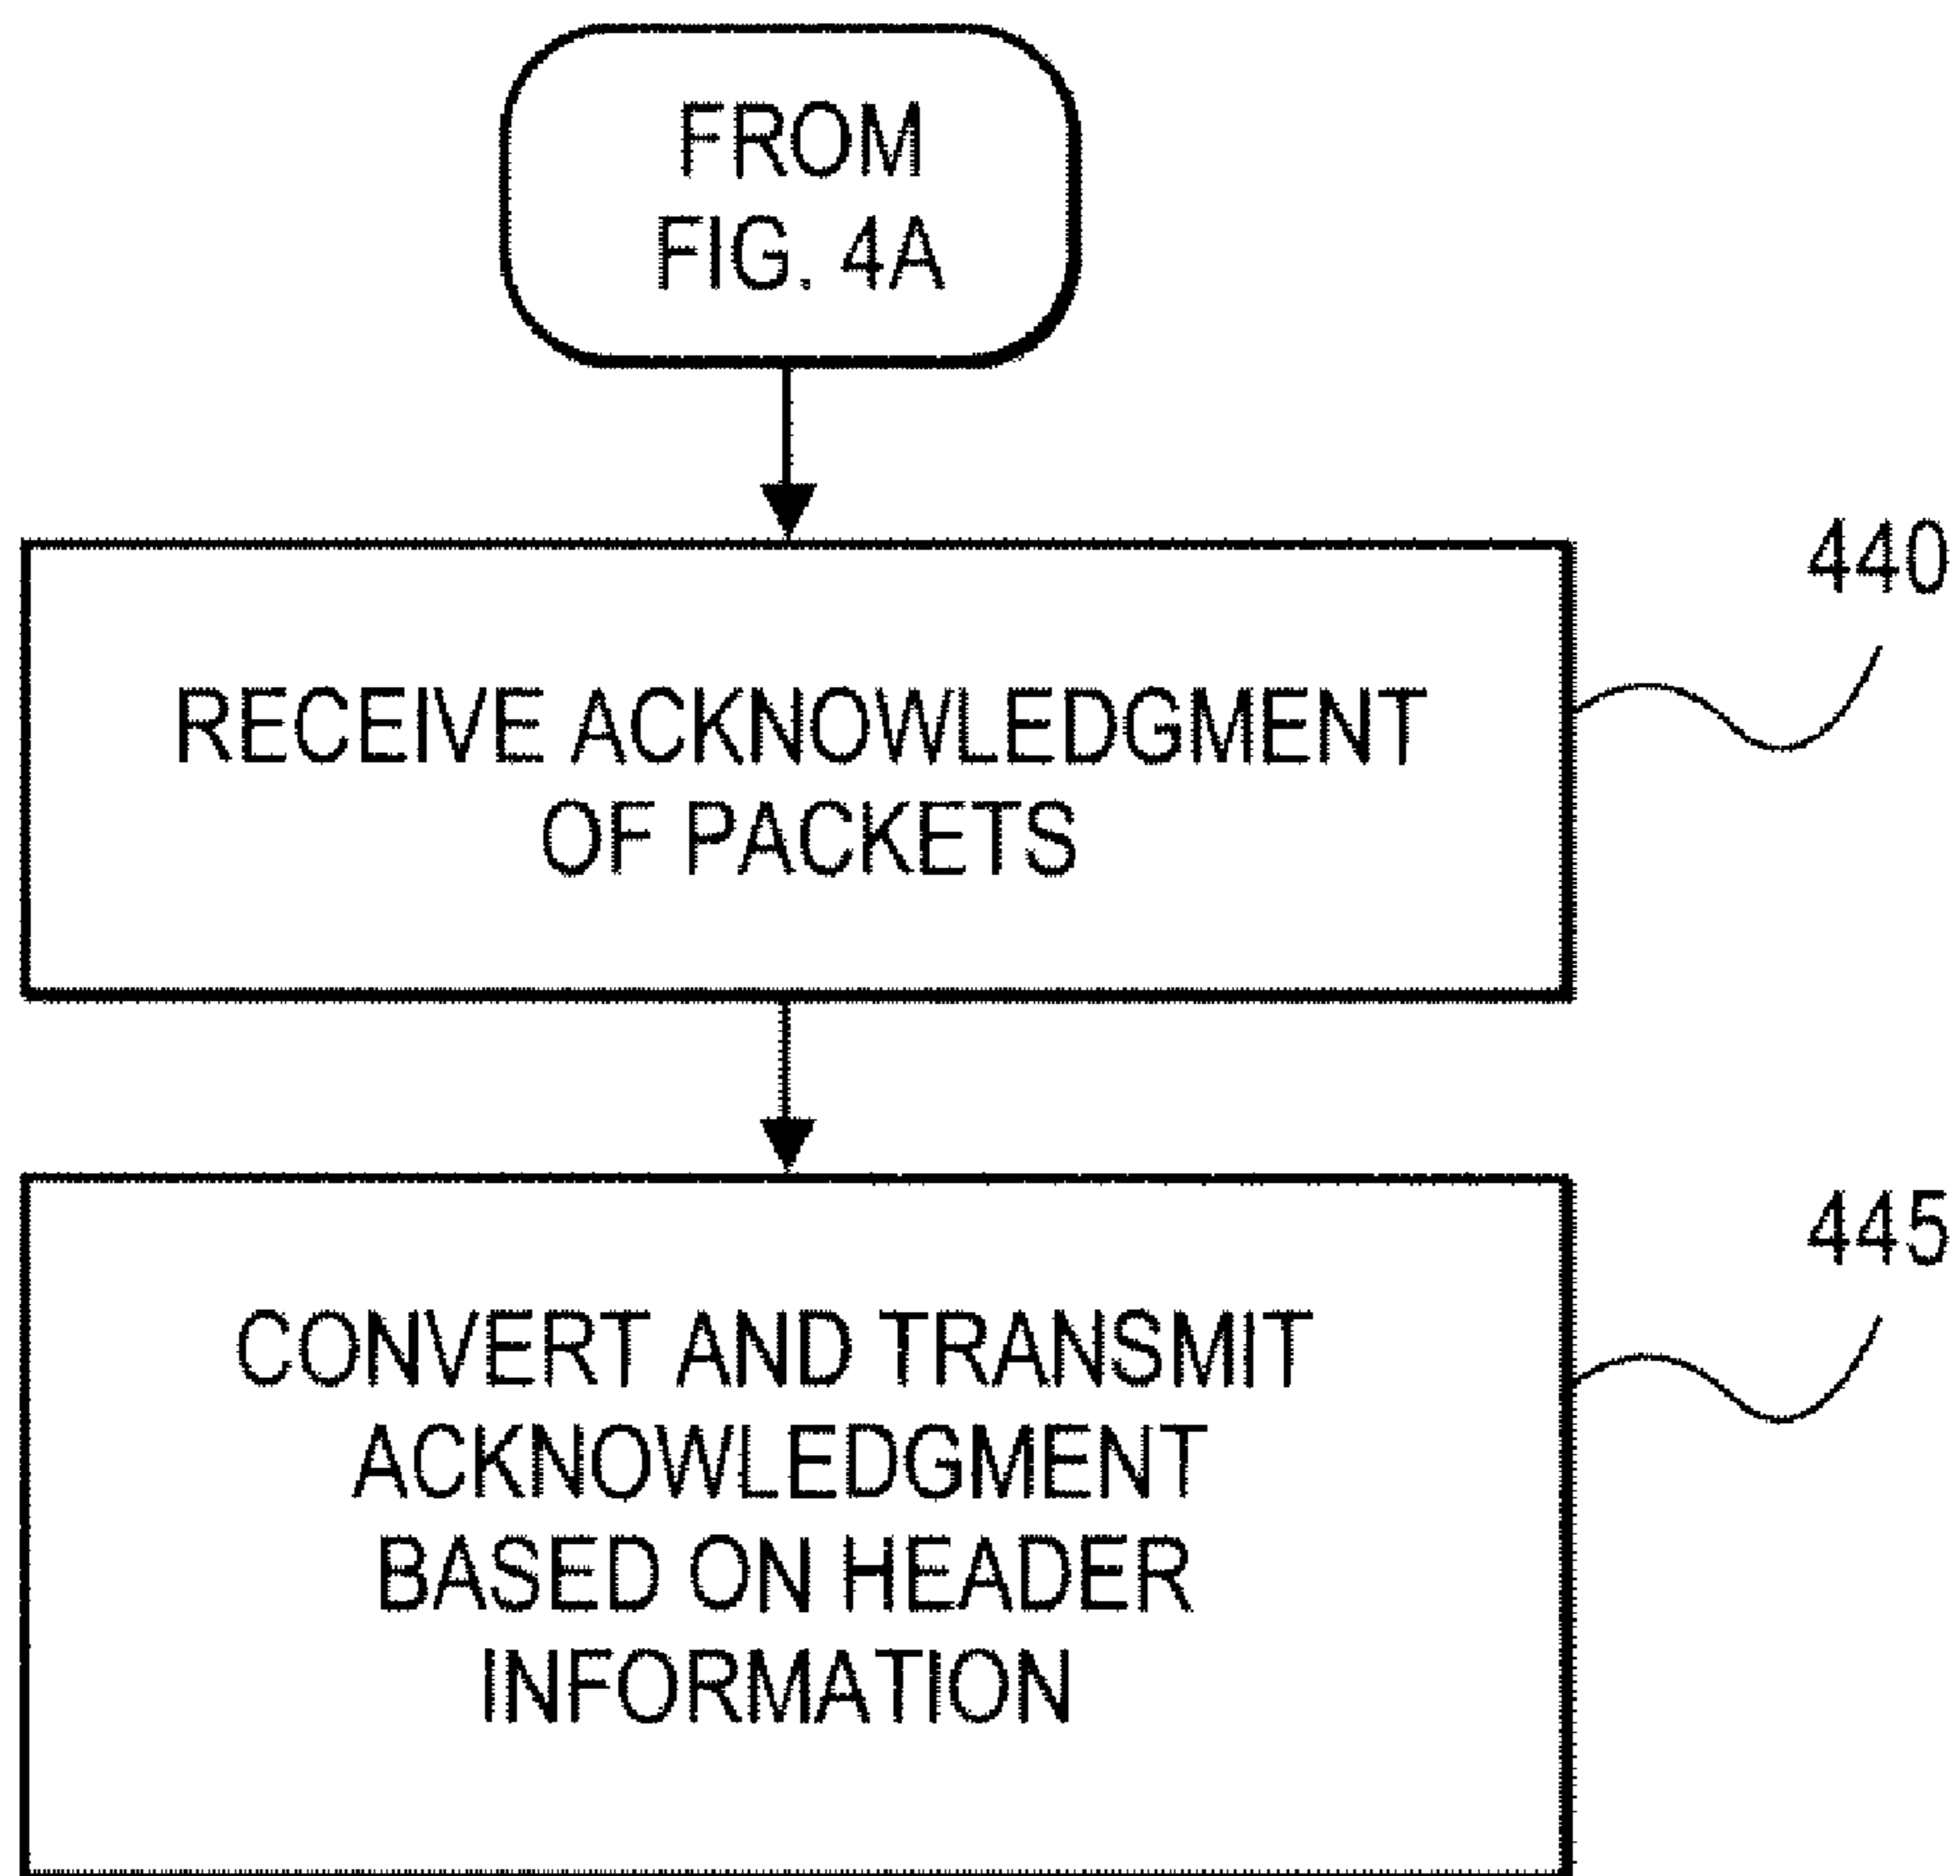 FROM
FIG. 4A
440
RECEIVE ACKNOWLEDGMENT
OF PACKETS
445
CONVERT AND TRANSMIT
ACKNOWLEDGMENT
BASED ON HEADER
INFORMATION